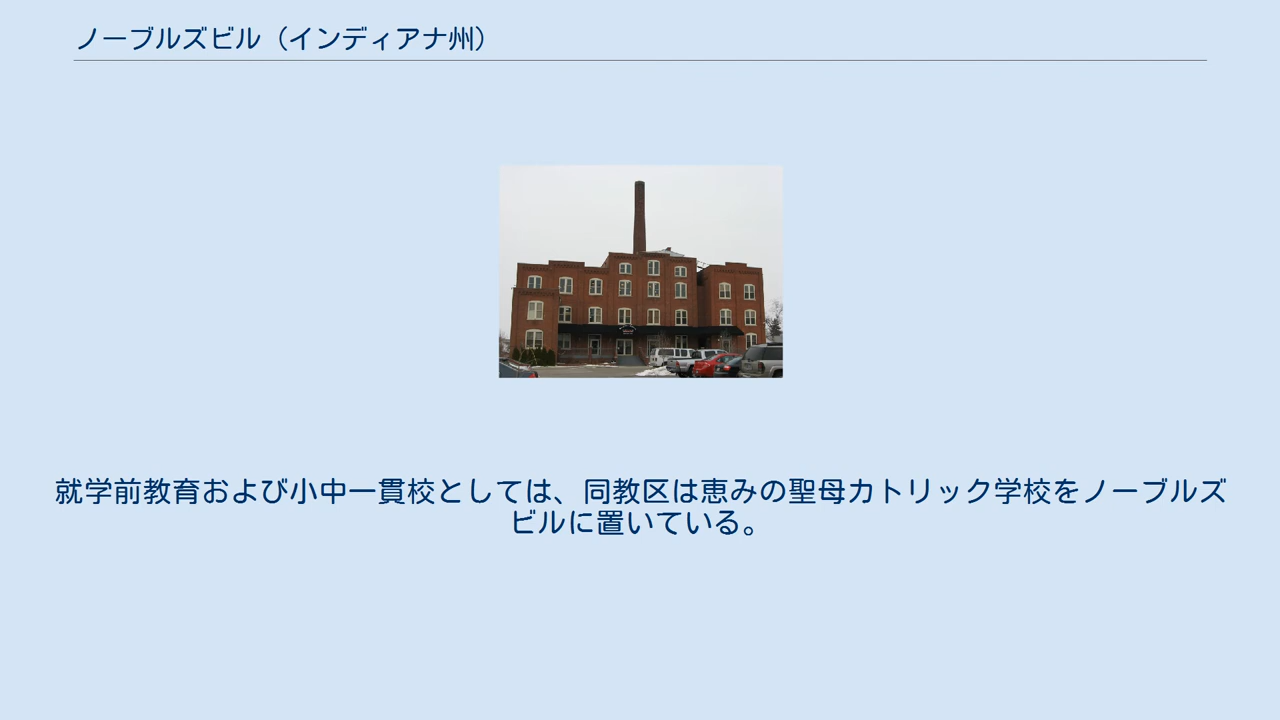 ノーブルズビル（インディアナ州）
就学前教育および小中一貫校としては、同教区は恵みの聖母カトリック学校をノーブルズ
ビルに置いている。